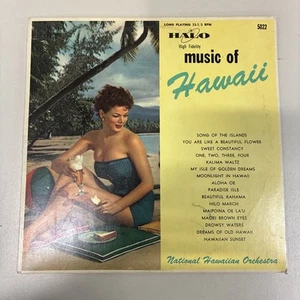 LONG PLAYING 33-1/3 RPM
5022
HALO
High Fidelity
music of
Hawaii
SONG OF THE ISLANDS
YOU ARE LIKE A BEAUTIFUL FLOWER
SWEET CONSTANCY
ONE, TWO, THREE, FOUR
KALIMA WALTZ
MY ISLE OF GOLDEN DREAMS
MOONLIGHT IN HAWAII
ALOHA OE
PARADISE ISLE
BEAUTIFUL KAHANA
HILO MARCH
MAIPOINA OE LA'U
MAORI BROWN EYES
DROWSY WATERS
DREAMS OF OLD HAWAII
HAWAIIAN SUNSET
National Hawaiian Orchestra